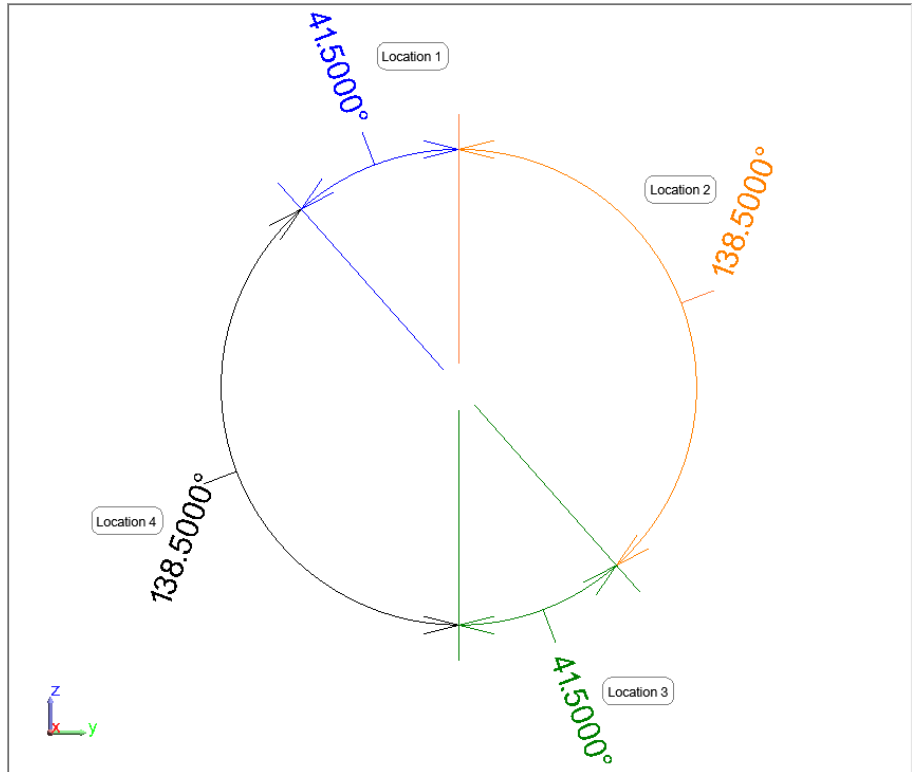 41.5000°
Location 1
Location 2
138.5000°
Location 4
138.5000°
41.5000°
Location 3
z
x
y